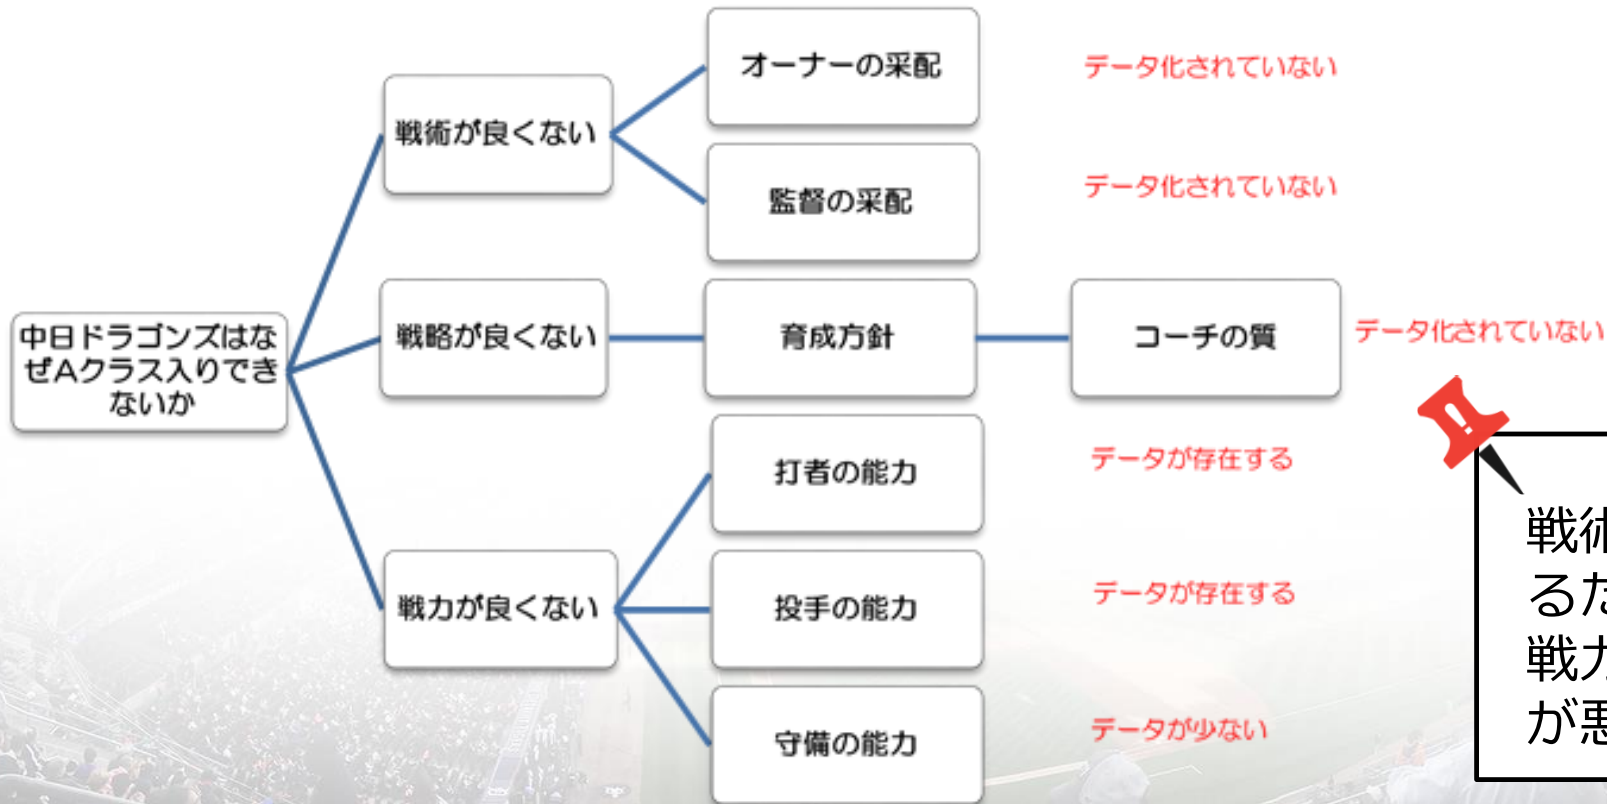 オーナーの采配
データ化されていない
戦術が良くない
監督の采配
データ化されていない
中日ドラゴンズはな
ぜAクラス入りでき
ないか
戦略が良くない
育成方針
コーチの質
データ化されていない
打者の能力
データが存在する
戦力が良くない
投手の能力
データが存在する
守備の能力
データが少ない
戦術
るた
戦力
が悪